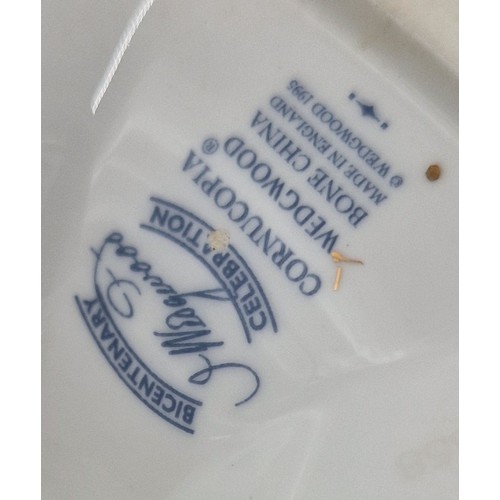 BICENTENARY
J Wedgwood
CELEBRATION
CORNUCOPIA
WEDGWOOD®
BONE CHINA
MADE IN ENGLAND
© WEDGWOOD 1995